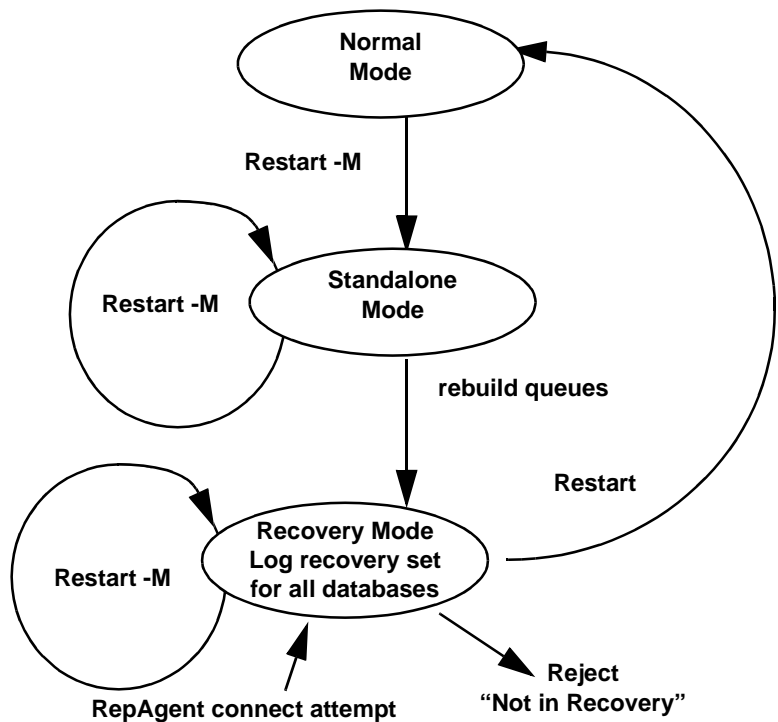 Normal
Mode
Restart -M
Standalone
Mode
Restart -M
rebuild queues
Restart
Recovery Mode
Log recovery set
for all databases
Restart -M
RepAgent connect attempt
Reject
“Not in Recovery”